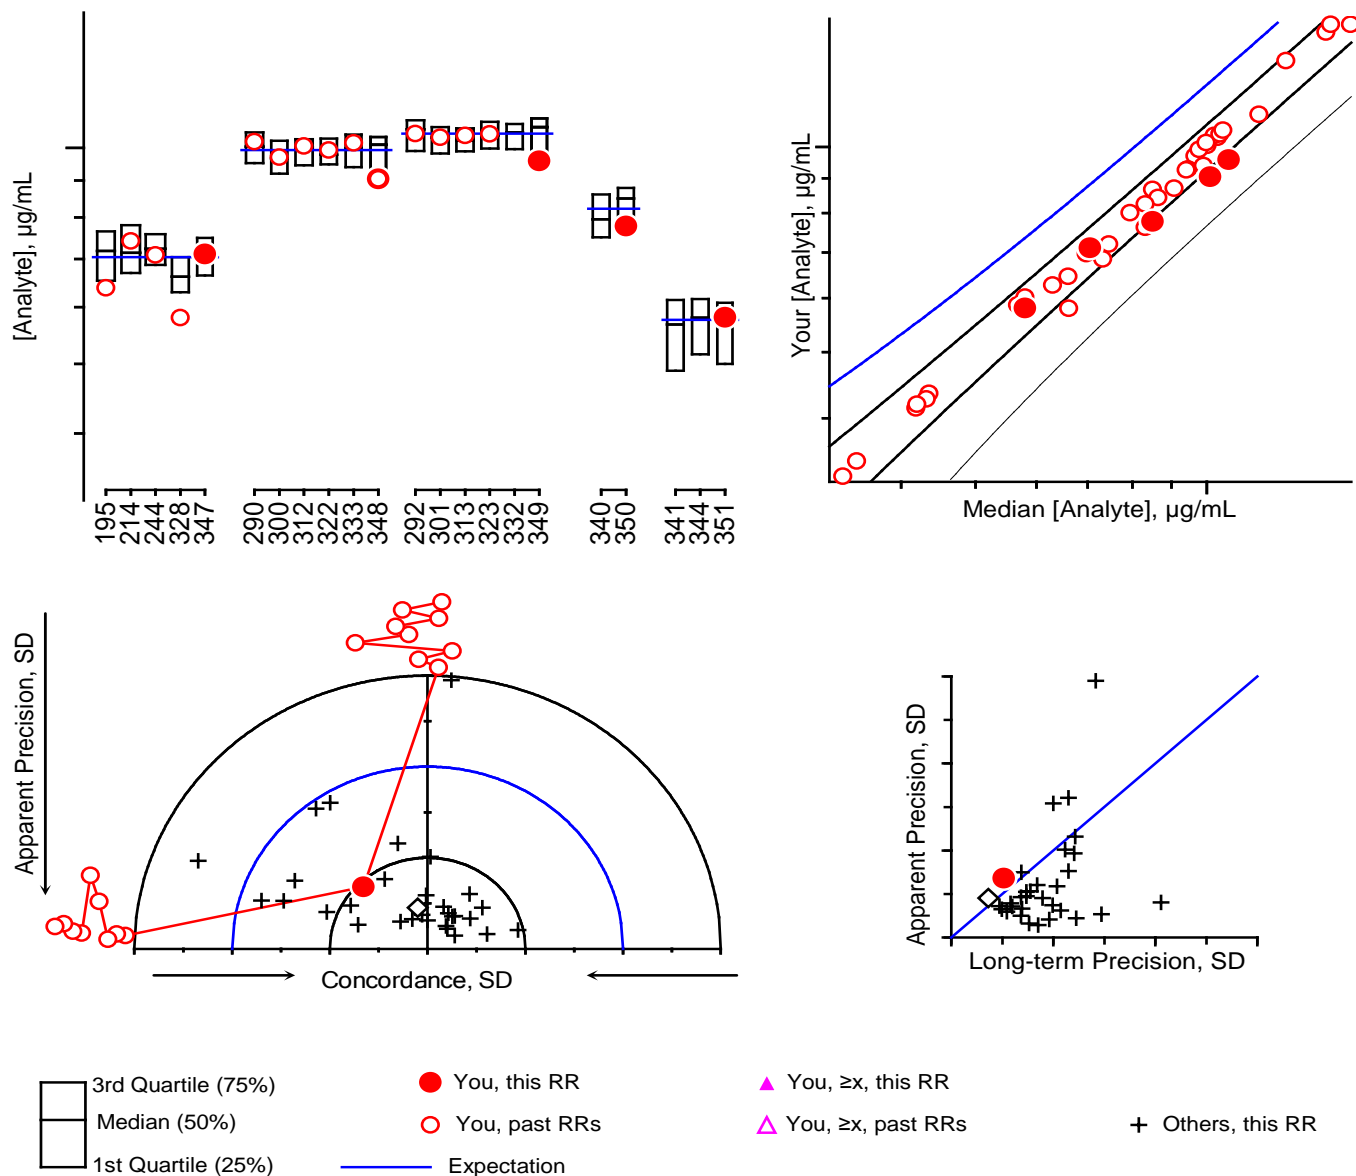 [Analyte], µg/mL
195 214 244 328 347 290 300 312 322 333 348 292 301 313 323 332 349 340 350 341 344 351
Your [Analyte], µg/mL
Median [Analyte], µg/mL
Apparent Precision, SD
Concordance, SD
Apparent Precision, SD
Long-term Precision, SD
3rd Quartile (75%)
Median (50%)
1st Quartile (25%)
You, this RR
You, past RRs
Expectation
You, ≥x, this RR
You, ≥x, past RRs
Others, this RR